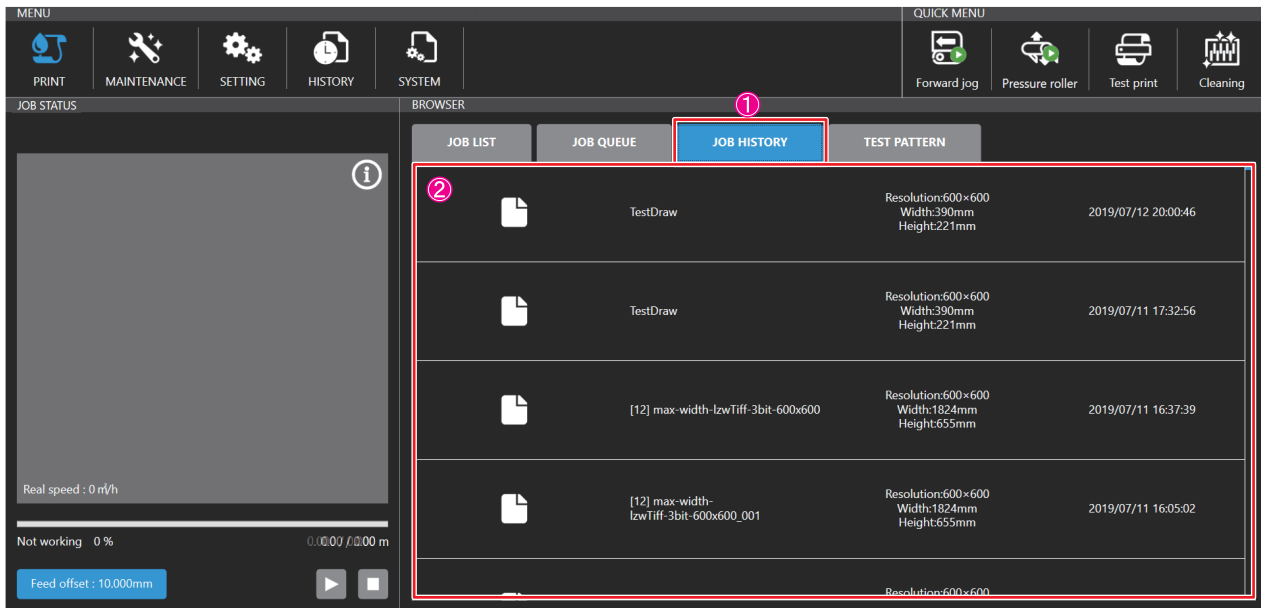 MENU
QUICK MENU
PRINT
MAINTENANCE
SETTING
HISTORY
SYSTEM
Forward jog
Pressure roller
Test print
Cleaning
JOB STATUS
BROWSER
1
JOB LIST
JOB QUEUE
JOB HISTORY
TEST PATTERN
i
2
TestDraw
Resolution:600×600
Width:390mm
Height:221mm
2019/07/12 20:00:46
TestDraw
Resolution:600×600
Width:390mm
Height:221mm
2019/07/11 17:32:56
[12] max-width-lzwTiff-3bit-600x600
Resolution:600×600
Width:1824mm
Height:655mm
2019/07/11 16:37:39
[12] max-width-
lzwTiff-3bit-600x600_001
Resolution:600×600
Width:1824mm
Height:655mm
2019/07/11 16:05:02
Resolution:600×600
Real speed : 0 ㎡/h
Not working 0 %
m
Feed offset : 10.000mm